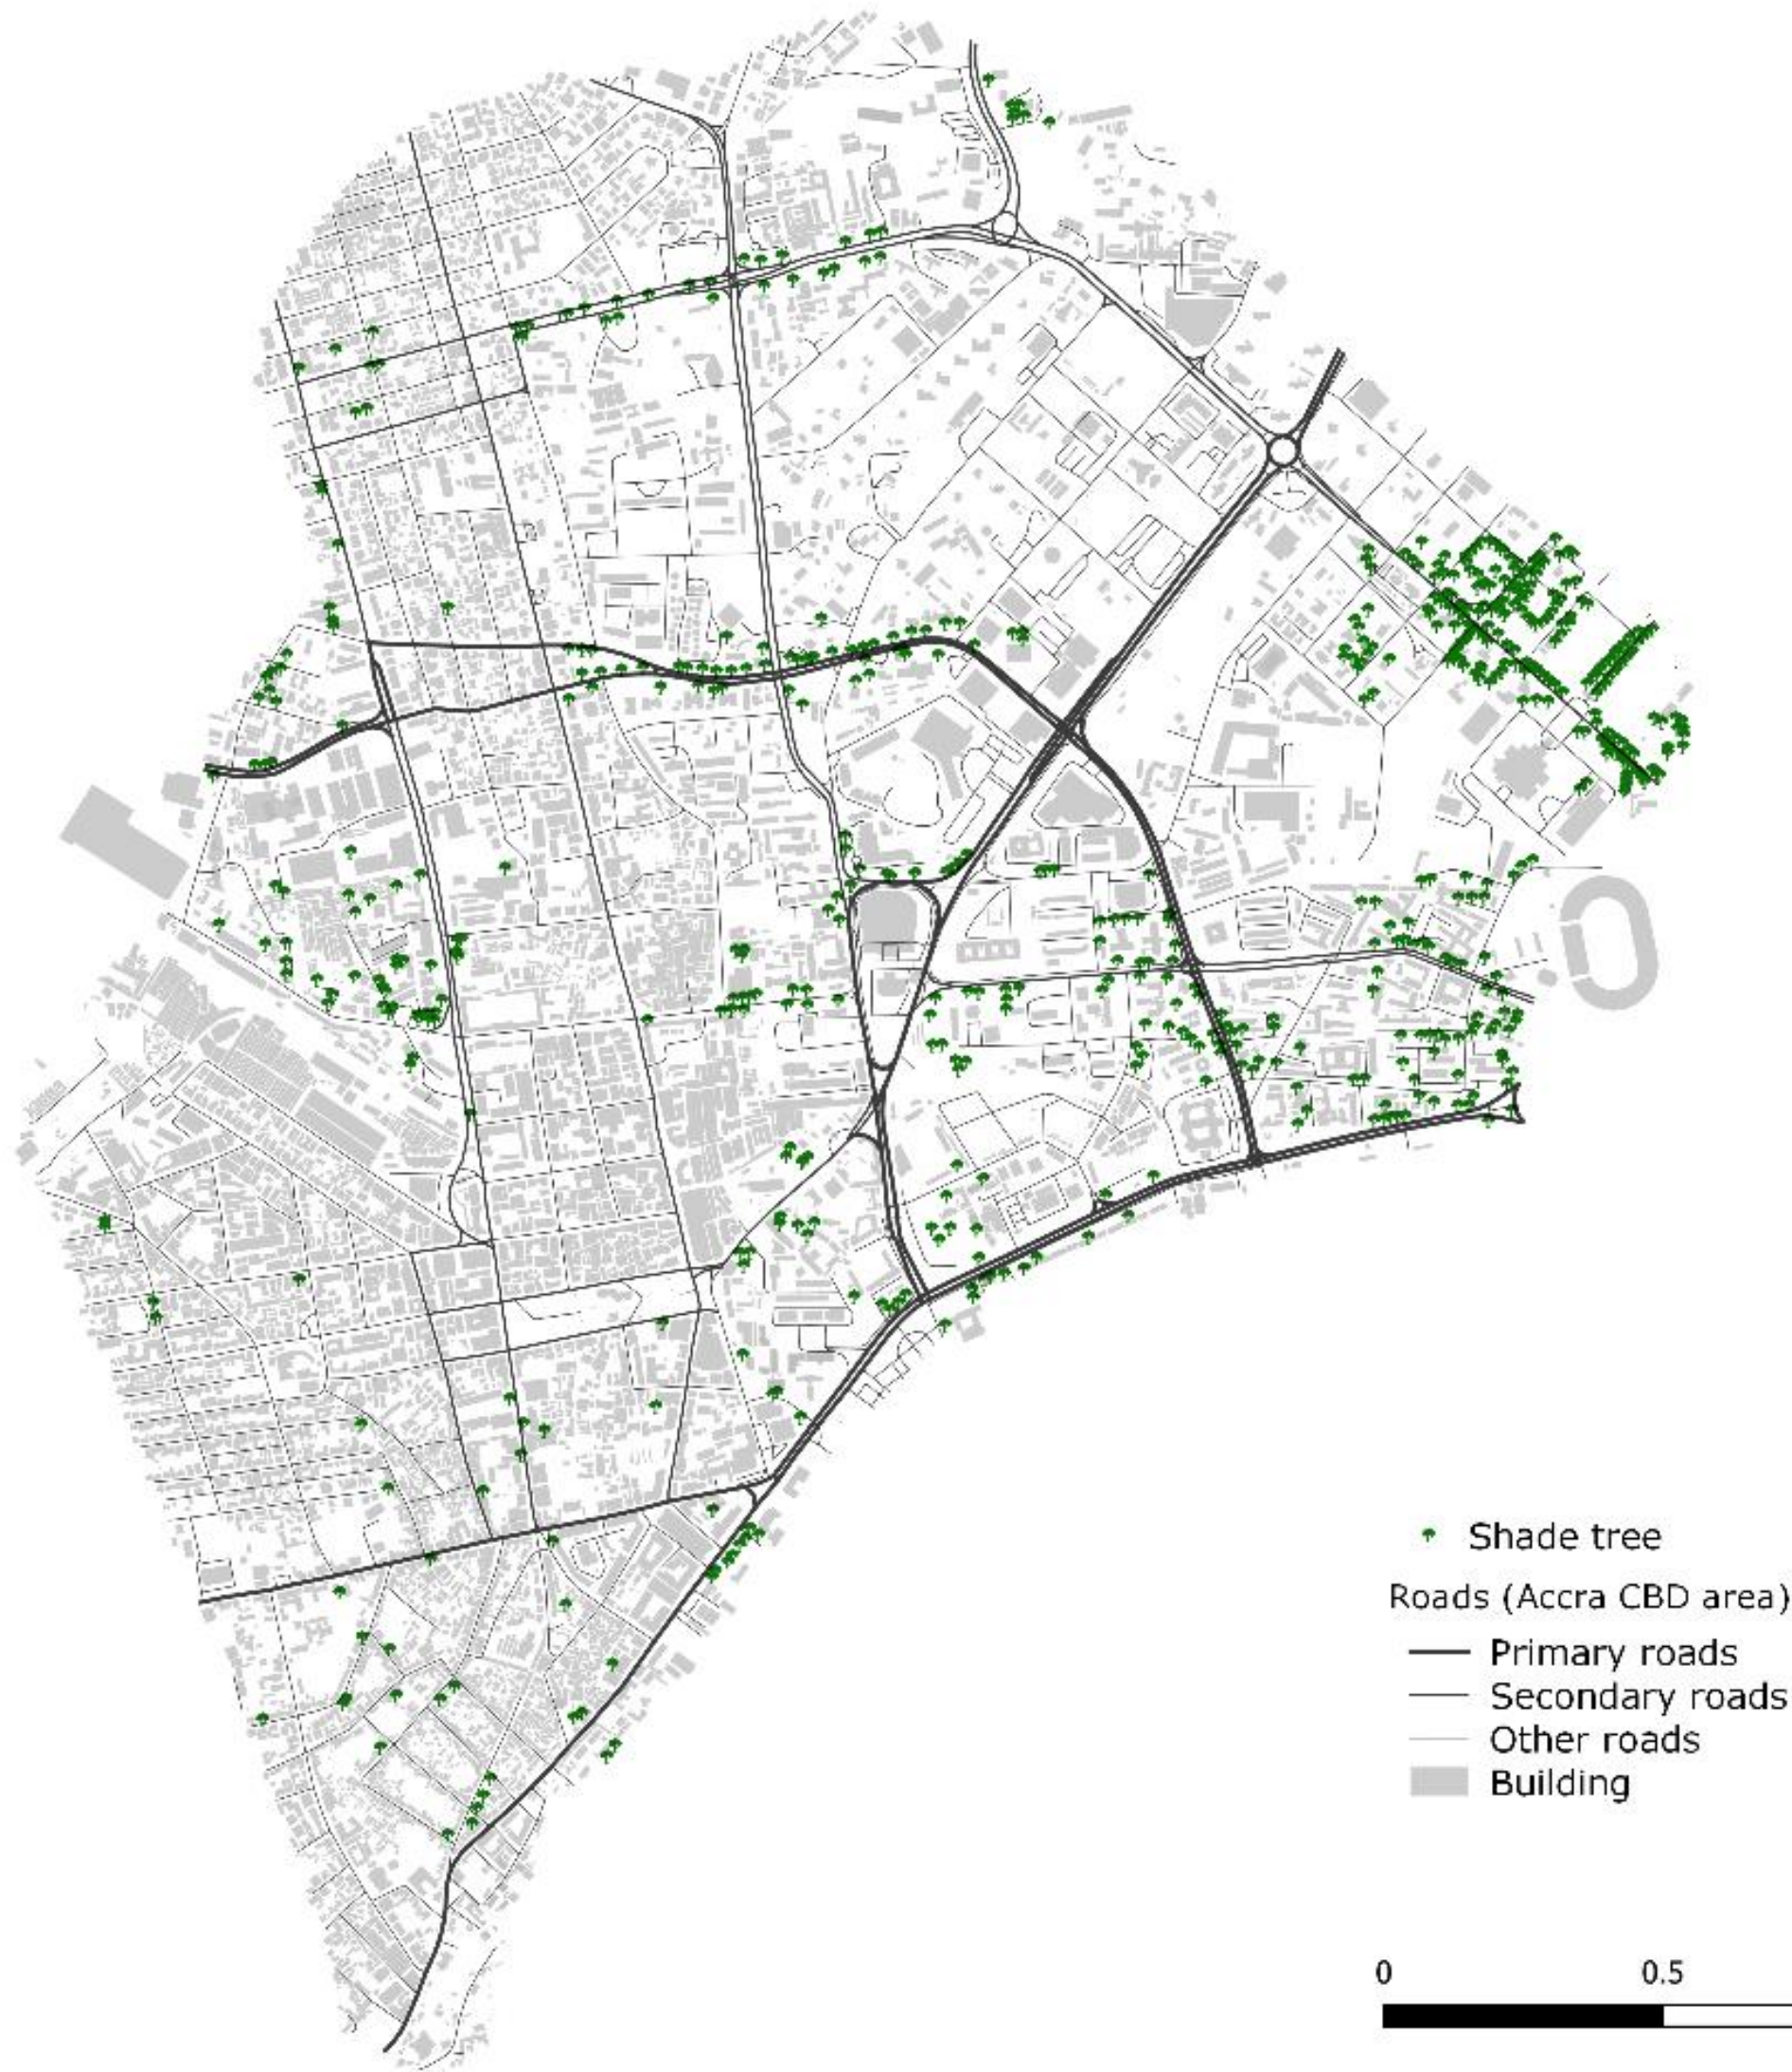 Shade tree
Roads (Accra CBD area)
Primary roads
Secondary roads
Other roads
Building
0 0.5